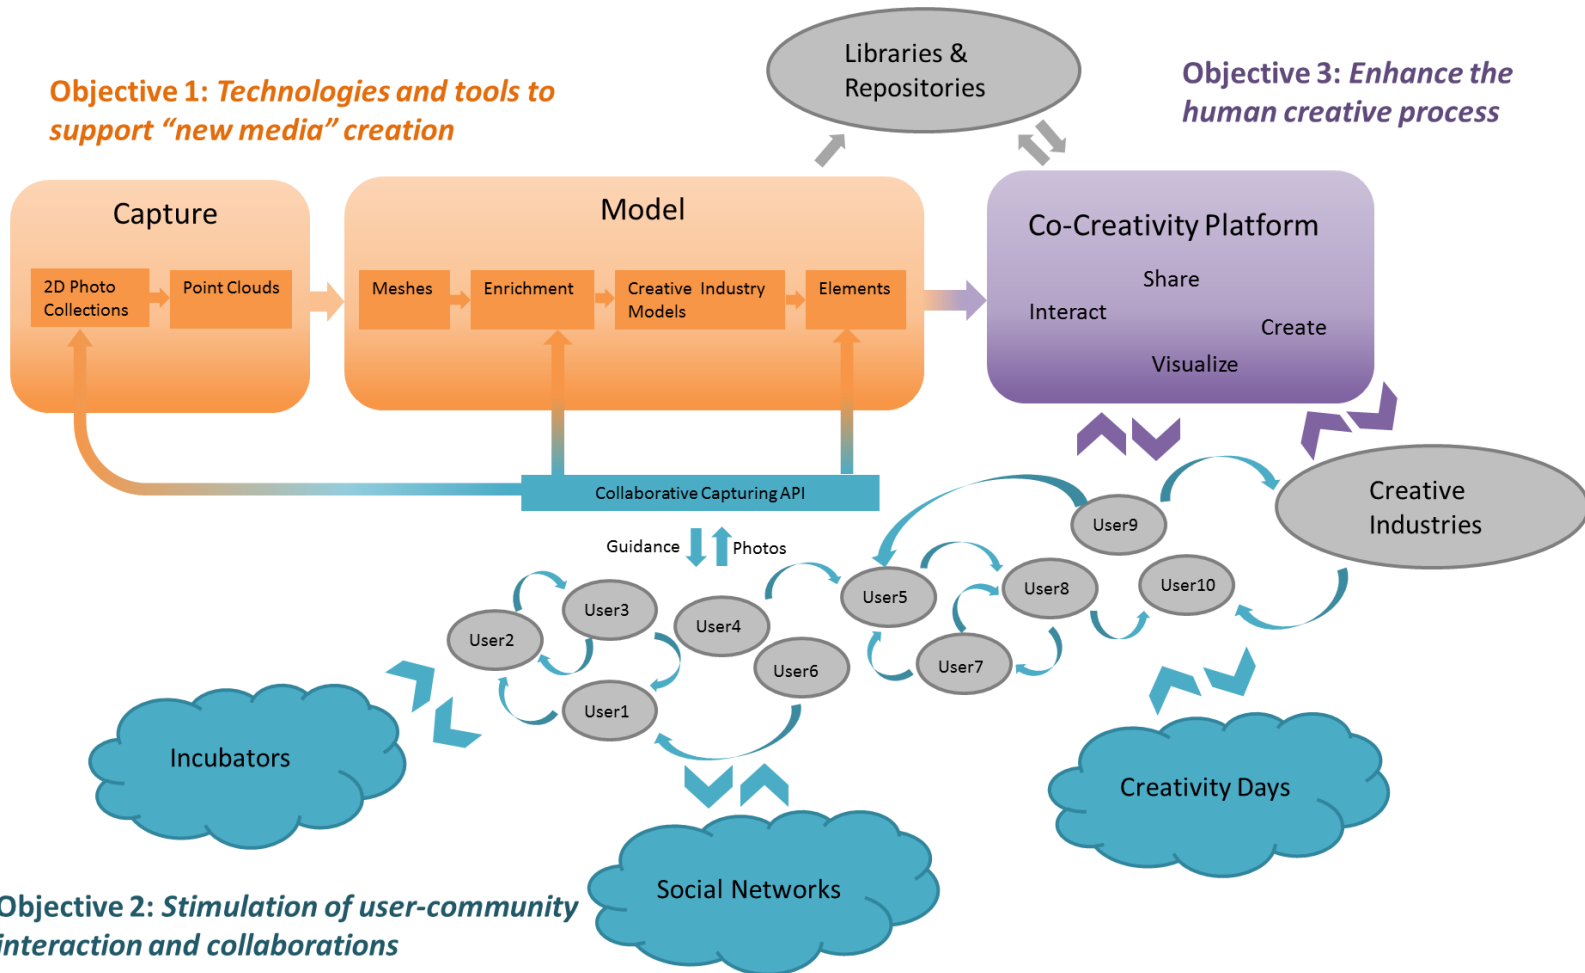 Libraries &
Repositories
Objective 1: Technologies and tools to
support “new media” creation
Objective 3: Enhance the
human creative process
Capture
2D Photo
Collections
Point Clouds
Model
Meshes
Enrichment
Creative Industry
Models
Elements
Co-Creativity Platform
Share
Interact
Create
Visualize
Collaborative Capturing API
Guidance
Photos
Creative
Industries
User9
User5
User8
User10
User3
User2
User4
User6
User7
User1
Incubators
Social Networks
Creativity Days
Objective 2: Stimulation of user-community
interaction and collaborations